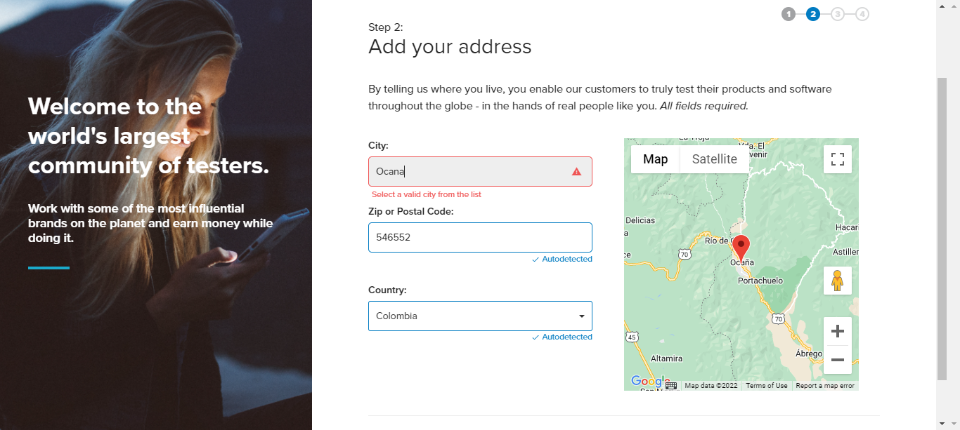 Welcome to the
world's largest
community of testers.
Work with some of the most influential
brands on the planet and earn money while
doing it.
1 2 3 4
Step 2:
Add your address
By telling us where you live, you enable our customers to truly test their products and software
throughout the globe - in the hands of real people like you. All fields required.
City:
Ocana
Select a valid city from the list
Zip or Postal Code:
546552
Autodetected
Country:
Colombia
Autodetected
Map Satellite
Delicias
Río de
Hacar
70
Astiller
Ocaña
Portachuelo
70
45
Altamira
Ábrego
Google
Map data ©2022 Terms of Use Report a map error